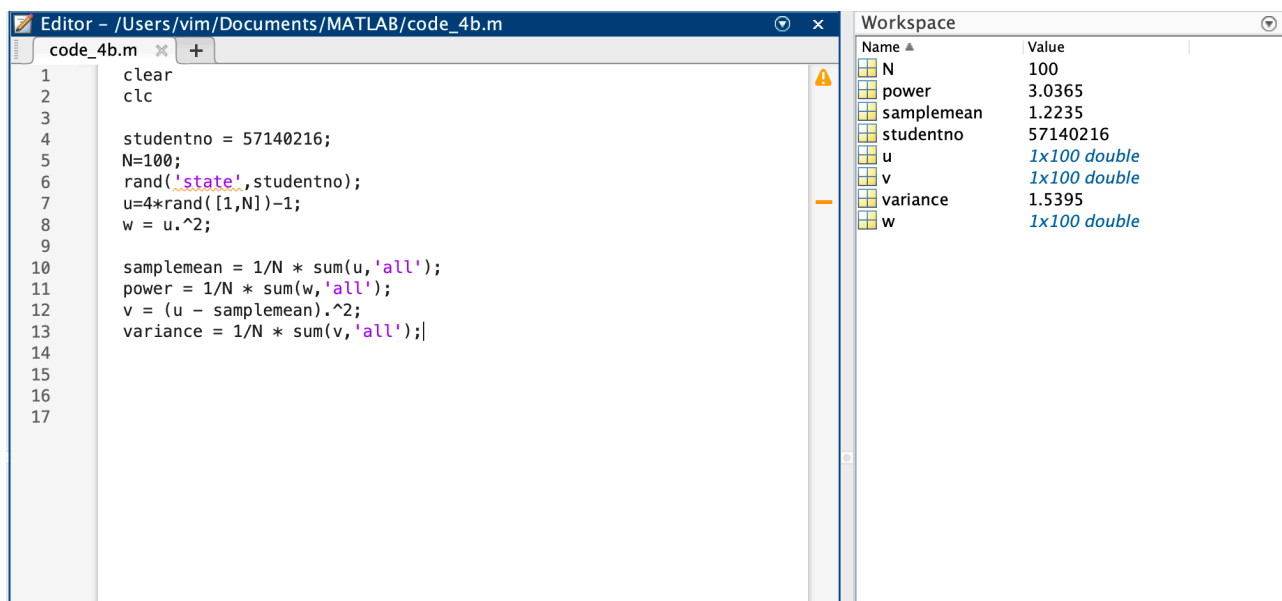 Editor – /Users/vim/Documents/MATLAB/code_4b.m
code_4b.m
1 clear
2 clc
3
4 studentno = 57140216;
5 N=100;
6 rand('state',studentno);
7 u=4*rand([1,N])-1;
8 w = u.^2;
9
10 samplemean = 1/N * sum(u,'all');
11 power = 1/N * sum(w,'all');
12 v = (u - samplemean).^2;
13 variance = 1/N * sum(v,'all');
14
15
16
17
Workspace
Name Value
N 100
power 3.0365
samplemean 1.2235
studentno 57140216
u 1x100 double
v 1x100 double
variance 1.5395
w 1x100 double